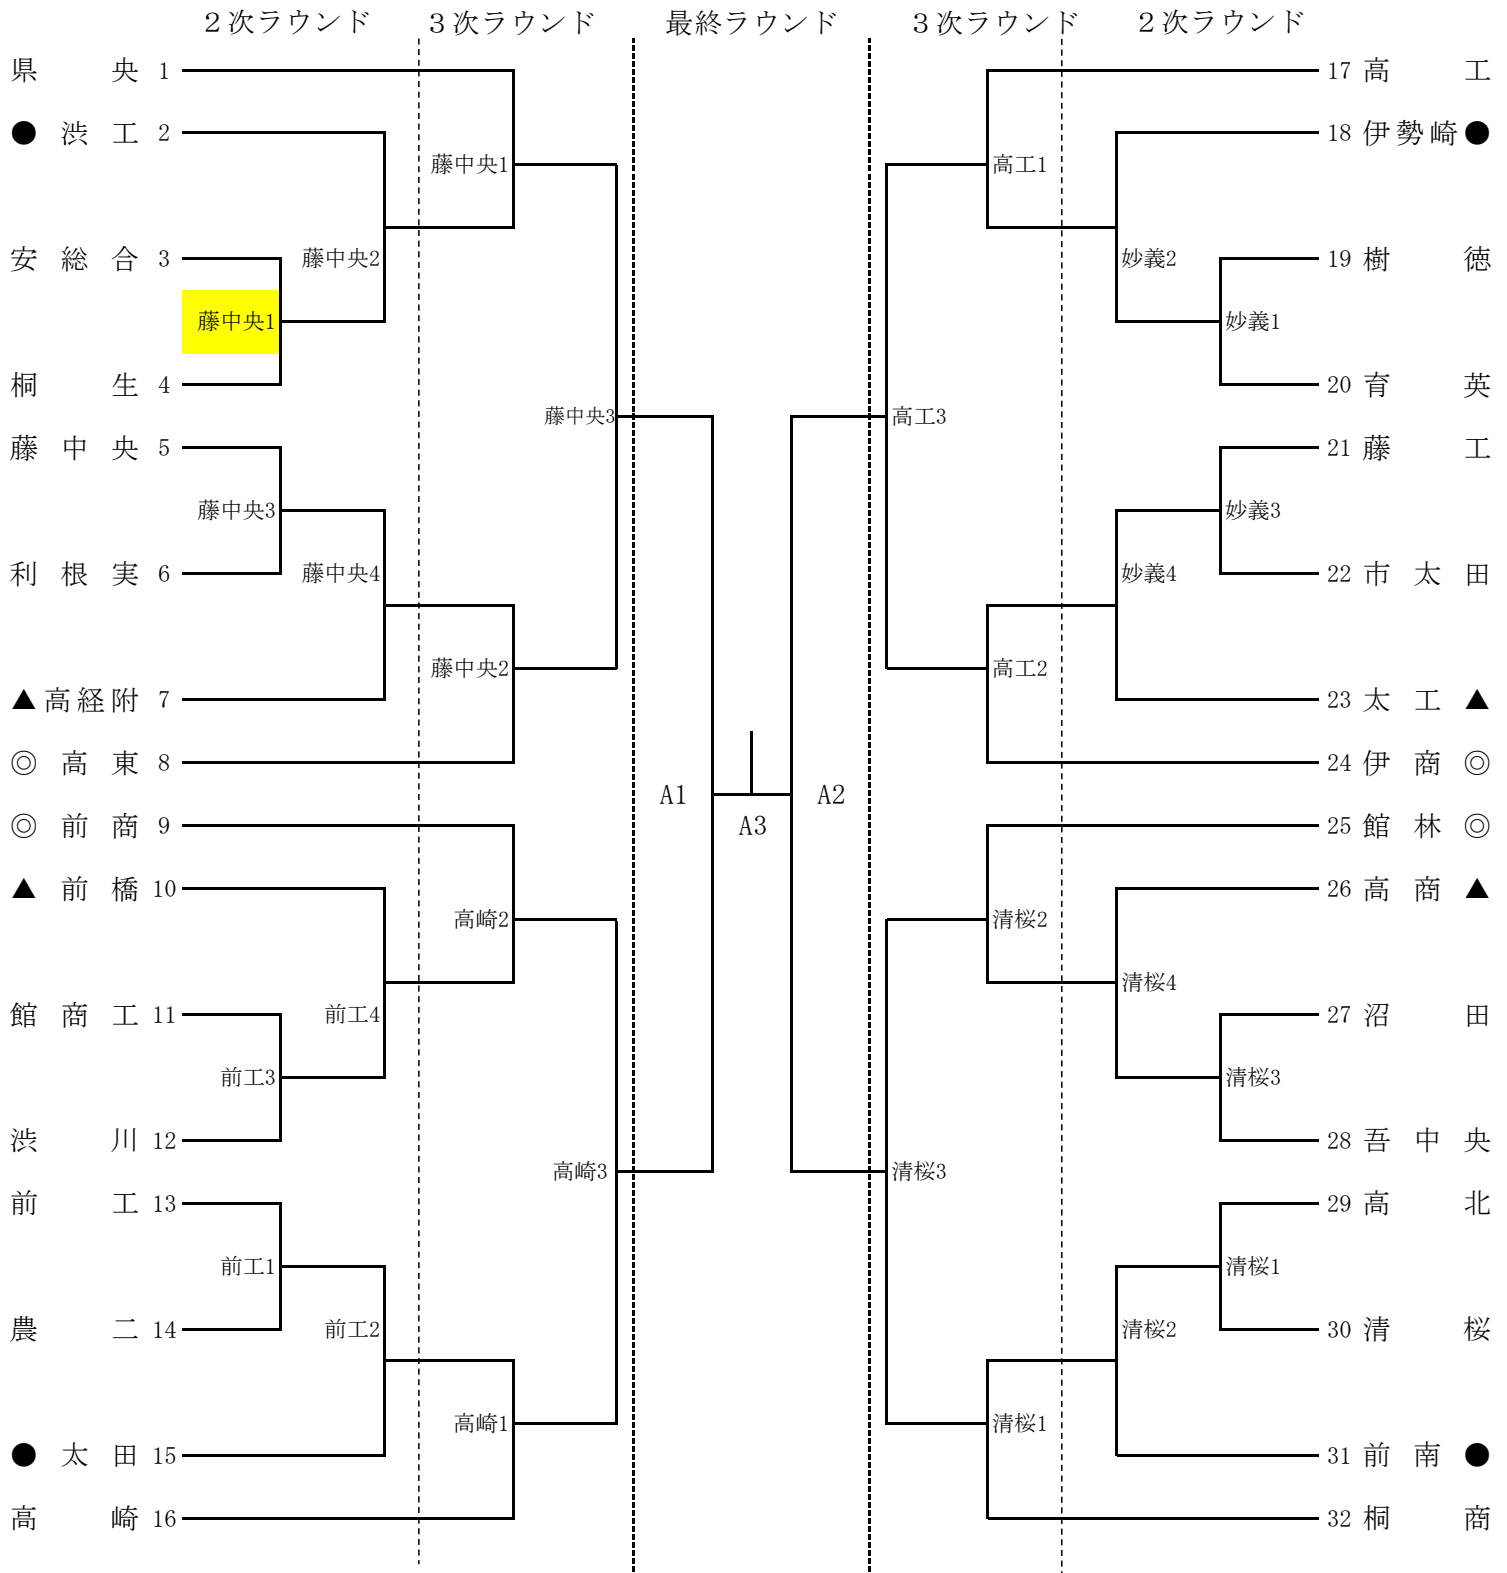 ２次ラウンド ３次ラウンド 最終ラウンド ３次ラウンド ２次ラウンド
県央 1 17 高工
●渋工 2 18 伊勢崎●
藤中央1 高工1
安総合 3 藤中央2 妙義2 19 樹徳
藤中央1 妙義1
桐生 4 20 育英
藤中央3 高工3
藤中央 5 21 藤工
藤中央3 妙義3
利根実 6 藤中央4 妙義4 22 市太田
藤中央2 高工2
▲高経附 7 23 太工▲
◎高東 8 24 伊商◎
A1 A2
◎前商 9 A3 25 館林◎
▲前橋 10 26 高商▲
高崎2 清桜2
清桜4
館商工 11 前工4 27 沼田
前工3 清桜3
渋川 12 28 吾中央
高崎3 清桜3
前工 13 29 高北
前工1 清桜1
農二 14 前工2 清桜2 30 清桜
高崎1 清桜1
●太田 15 31 前南●
高崎 16 32 桐商